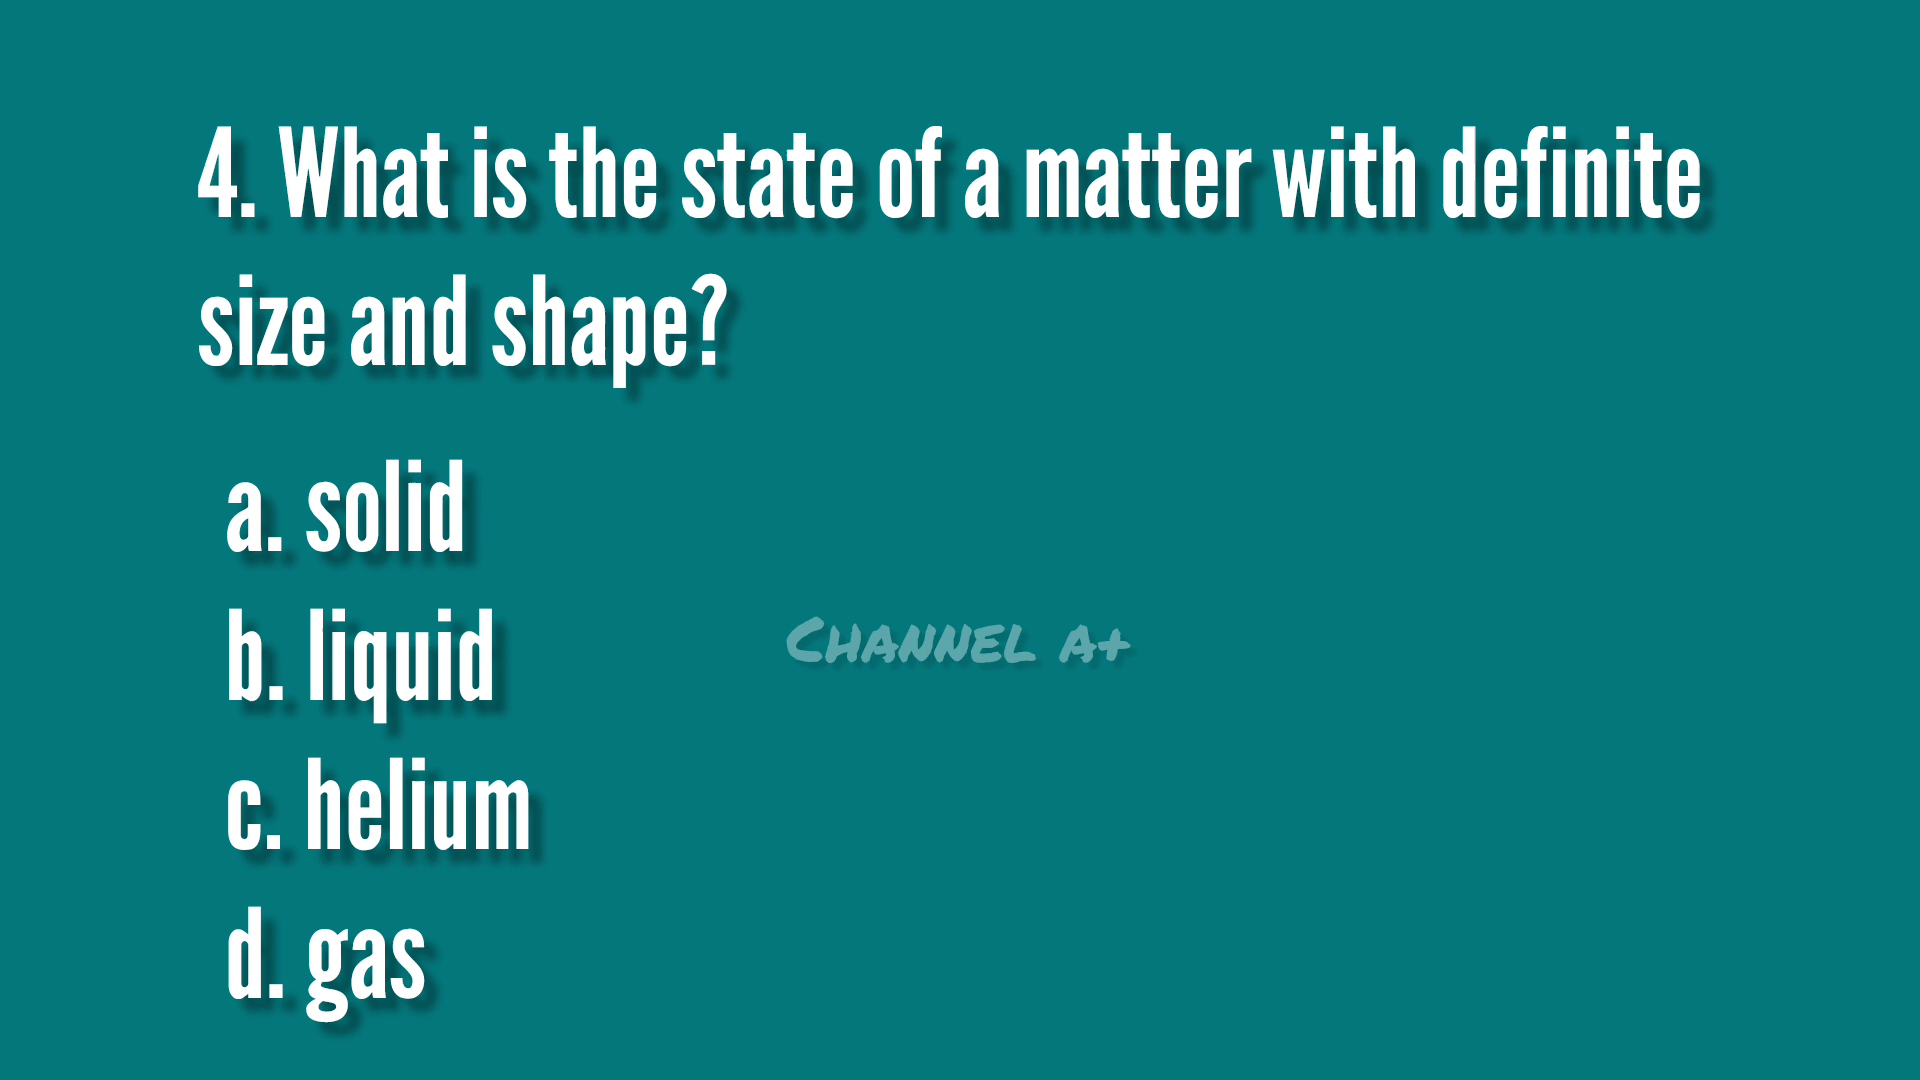 4. What is the state of a matter with definite
size and shape?
a. solid
b. liquid
Channel A+
c. helium
d. gas